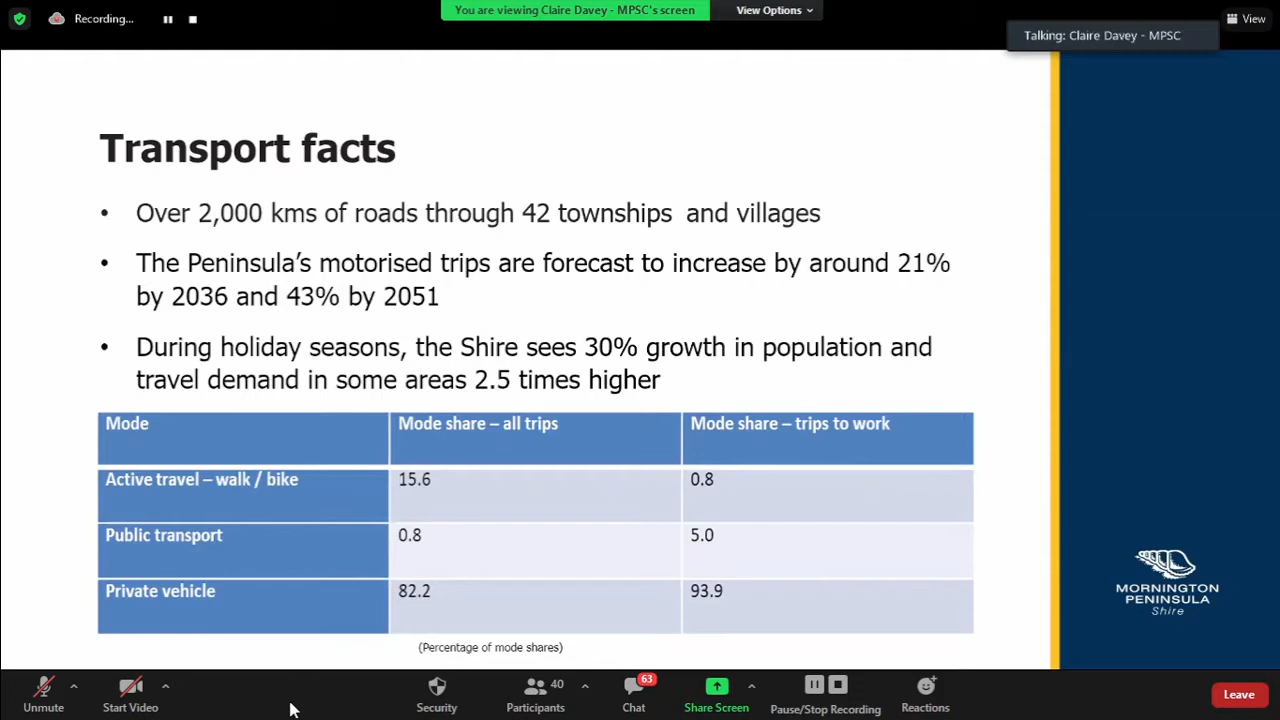 Recording...
You are viewing Claire Davey - MPSC's screen
View Options
View
Talking: Claire Davey - MPSC
Transport facts
• Over 2,000 kms of roads through 42 townships and villages
• The Peninsula's motorised trips are forecast to increase by around 21%
by 2036 and 43% by 2051
• During holiday seasons, the Shire sees 30% growth in population and
travel demand in some areas 2.5 times higher
Mode Mode share – all trips Mode share – trips to work
Active travel – walk / bike 15.6 0.8
Public transport 0.8 5.0
Private vehicle 82.2 93.9
(Percentage of mode shares)
MORNINGTON
PENINSULA
Shire
40
63
Unmute Start Video Security Participants Chat Share Screen Pause/Stop Recording Reactions Leave